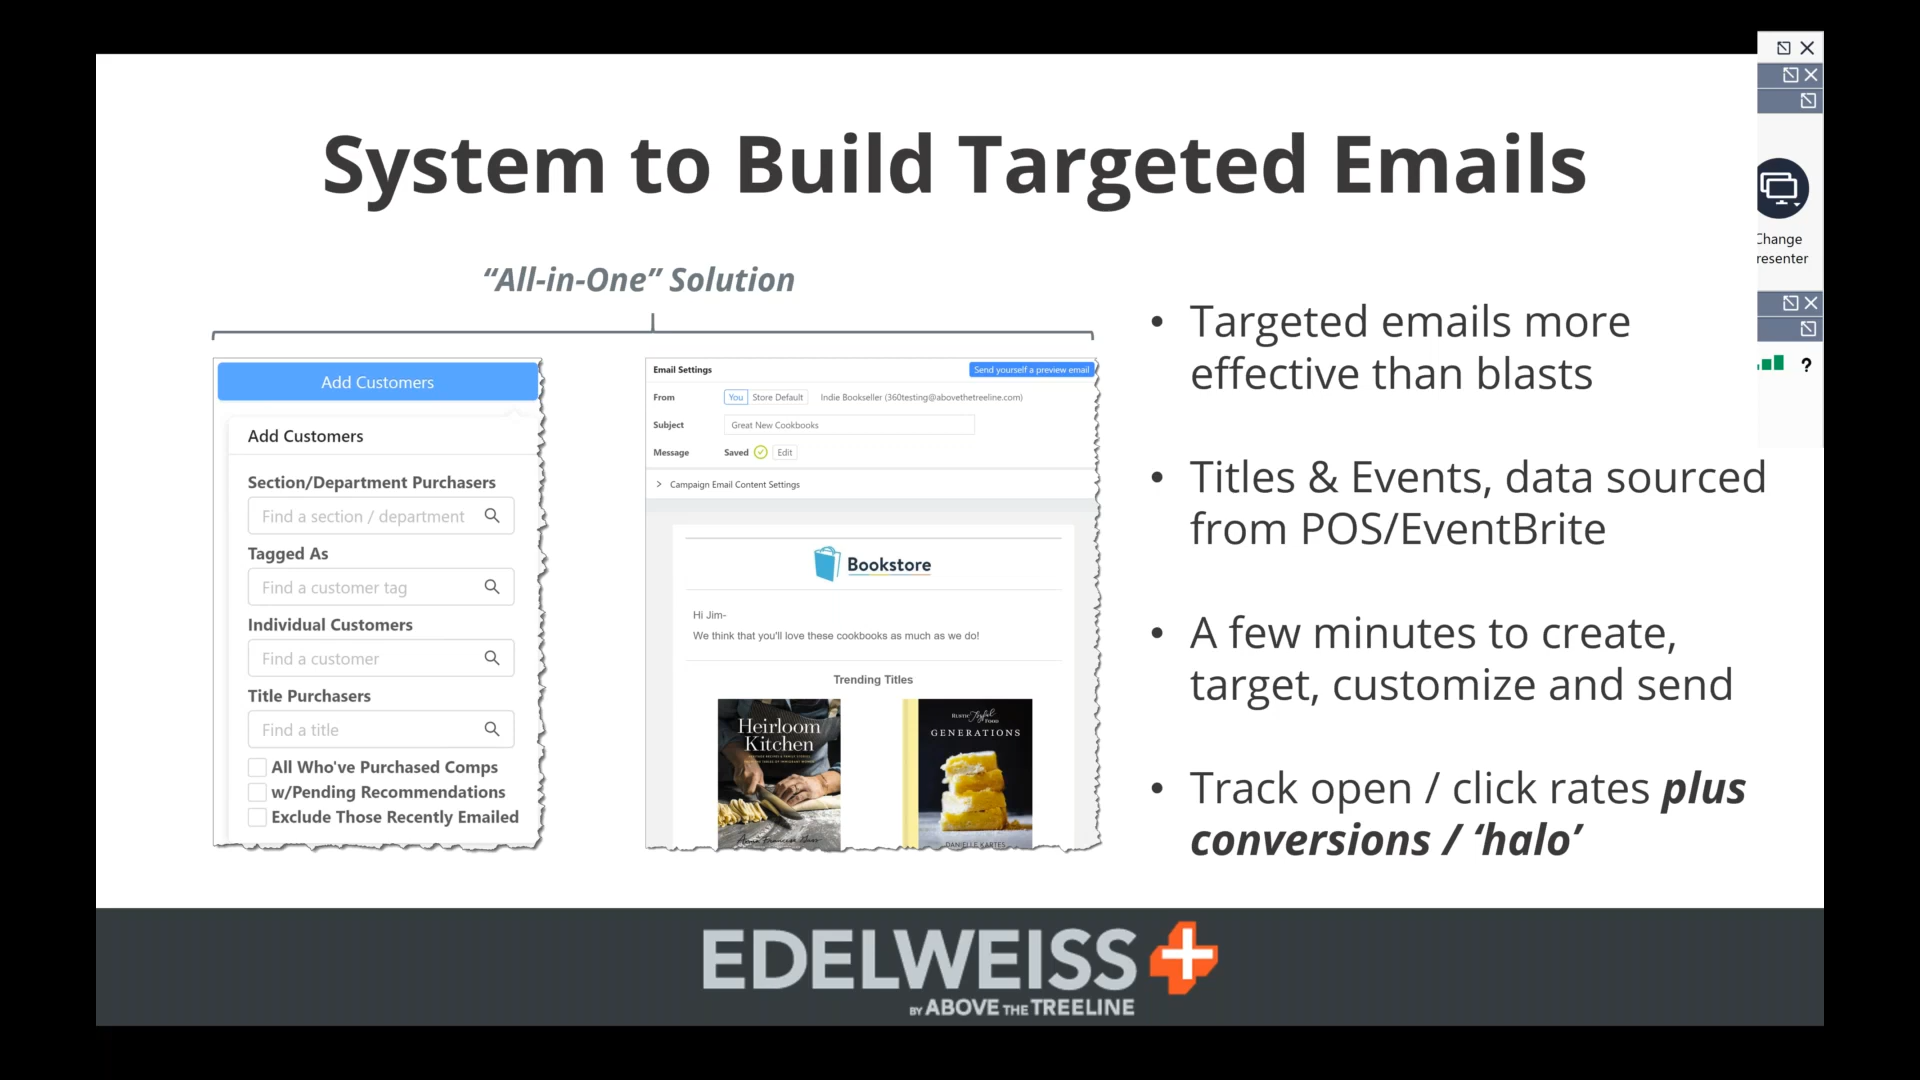 System to Build Targeted Emails
“All-in-One” Solution
Add Customers
Add Customers
Section/Department Purchasers
Find a section / department
Tagged As
Find a customer tag
Individual Customers
Find a customer
Title Purchasers
Find a title
All Who've Purchased Comps
w/Pending Recommendations
Exclude Those Recently Emailed
Email Settings
Send yourself a preview email
From You Store Default Indie Bookseller (360testing@abovethetreeline.com)
Subject Great New Cookbooks
Message Saved Edit
> Campaign Email Content Settings
Bookstore
Hi Jim-
We think that you'll love these cookbooks as much as we do!
Trending Titles
Heirloom
Kitchen
Joyful
FOOD
GENERATIONS
DANIELLE KARTES
• Targeted emails more
effective than blasts
• Titles & Events, data sourced
from POS/EventBrite
• A few minutes to create,
target, customize and send
• Track open / click rates plus
conversions / ‘halo’
Change
resenter
?
EDELWEISS+
BY ABOVE THE TREELINE